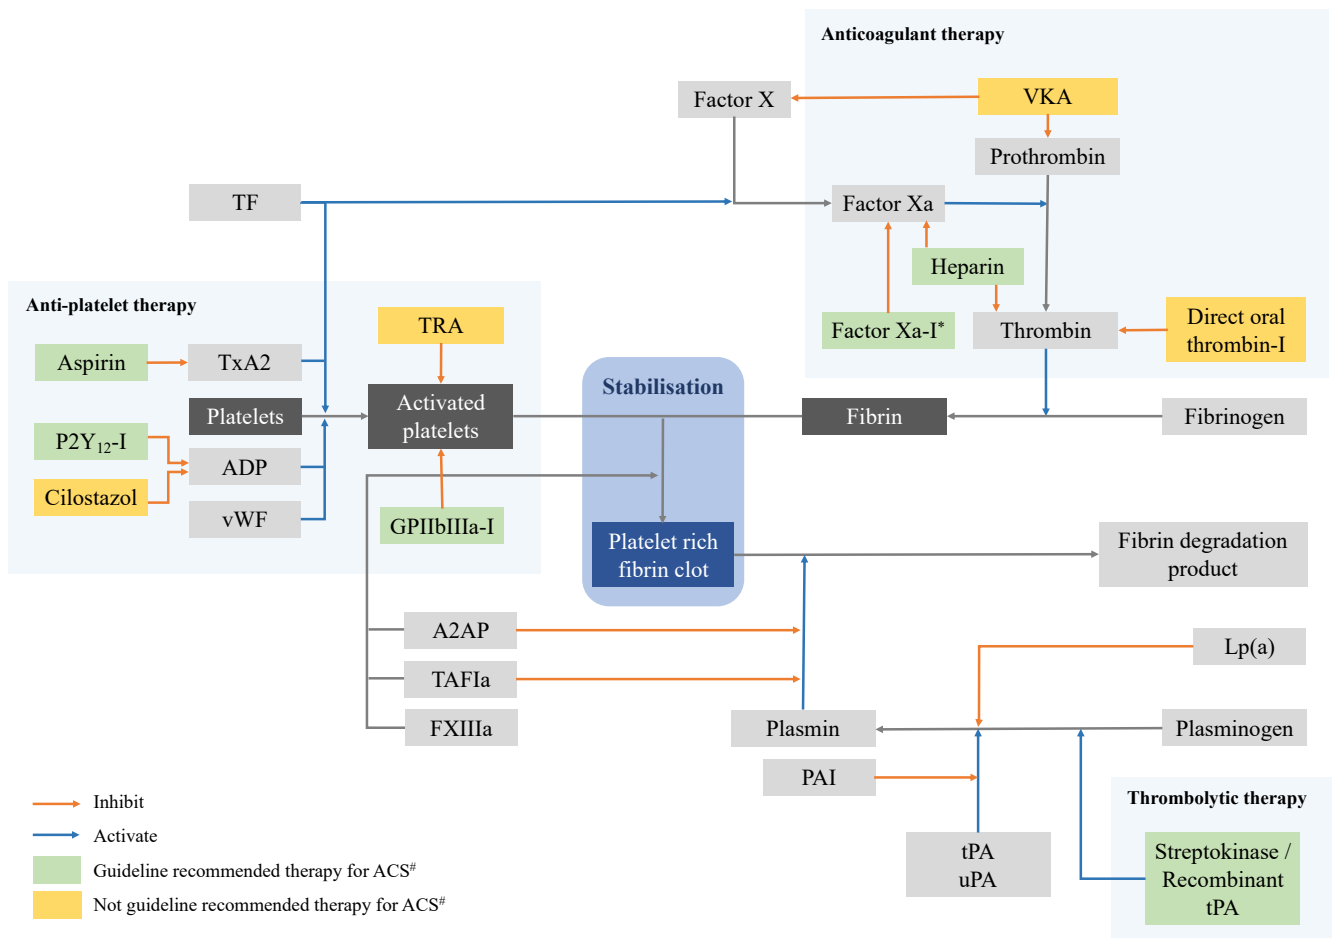 Anticoagulant therapy
Factor X
VKA
Prothrombin
TF
Factor Xa
Heparin
Anti-platelet therapy
TRA
Factor Xa-I*
Thrombin
Direct oral
thrombin-I
Aspirin
TxA2
Stabilisation
Platelets
Activated
platelets
Fibrin
Fibrinogen
P2Y₁₂-I
ADP
Cilostazol
vWF
GPIIbIIIa-I
Platelet rich
fibrin clot
Fibrin degradation
product
A2AP
Lp(a)
TAFIa
FXIIIa
Plasmin
Plasminogen
PAI
Thrombolytic therapy
Inhibit
Activate
tPA
uPA
Streptokinase /
Recombinant
tPA
Guideline recommended therapy for ACS#
Not guideline recommended therapy for ACS#